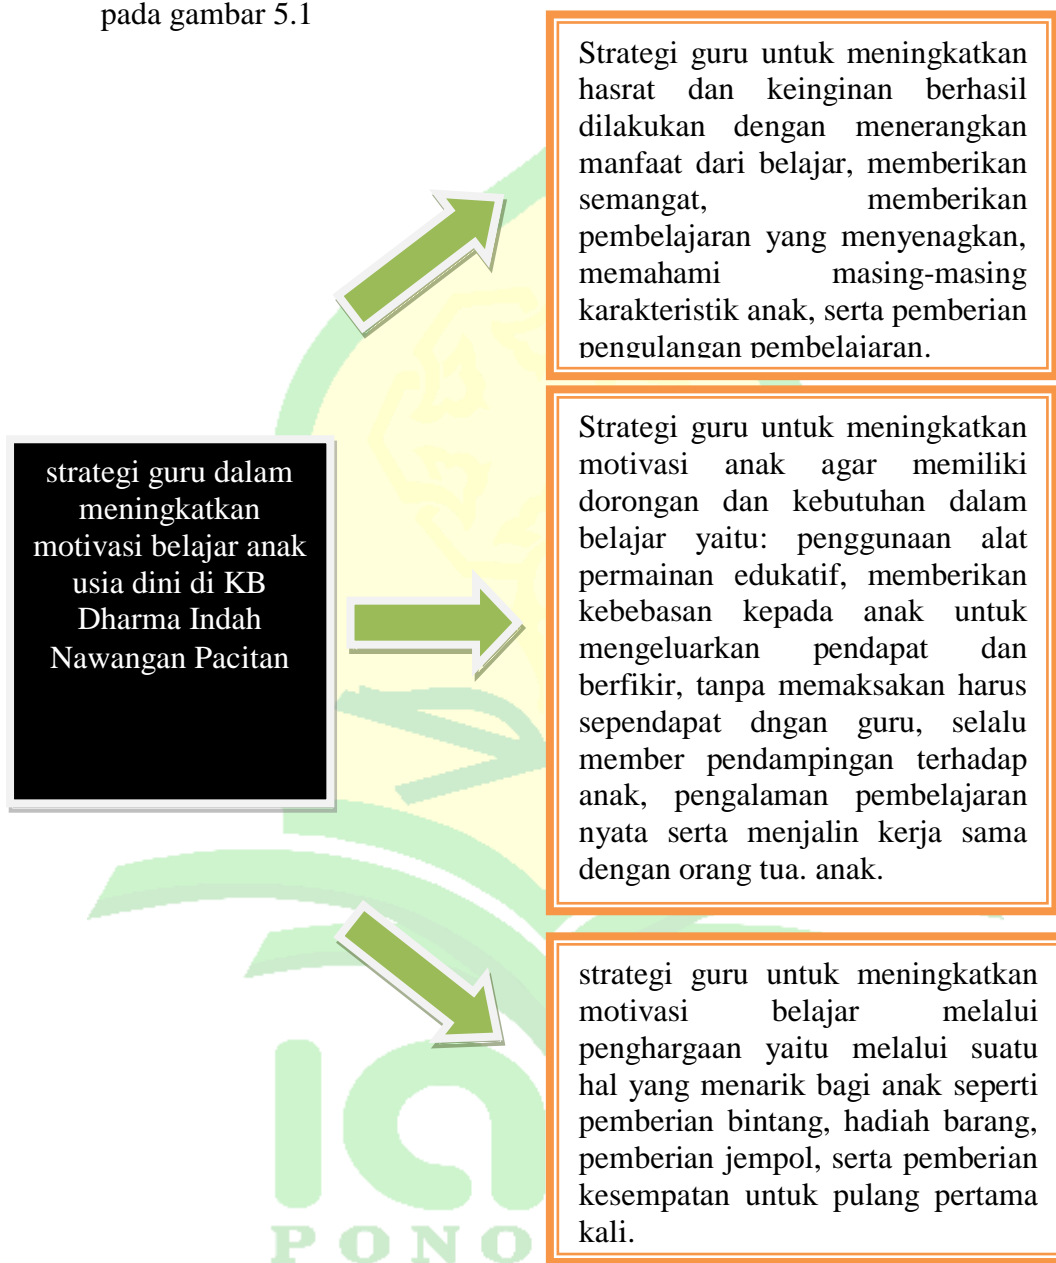 pada gambar 5.1
Strategi guru untuk meningkatkan
hasrat dan keinginan berhasil
dilakukan dengan menerangkan
manfaat dari belajar, memberikan
semangat, memberikan
pembelajaran yang menyenagkan,
memahami masing-masing
karakteristik anak, serta pemberian
pengulangan pembelajaran.
strategi guru dalam
meningkatkan
motivasi belajar anak
usia dini di KB
Dharma Indah
Nawangan Pacitan
Strategi guru untuk meningkatkan
motivasi anak agar memiliki
dorongan dan kebutuhan dalam
belajar yaitu: penggunaan alat
permainan edukatif, memberikan
kebebasan kepada anak untuk
mengeluarkan pendapat dan
berfikir, tanpa memaksakan harus
sependapat dngan guru, selalu
member pendampingan terhadap
anak, pengalaman pembelajaran
nyata serta menjalin kerja sama
dengan orang tua. anak.
strategi guru untuk meningkatkan
motivasi belajar melalui
penghargaan yaitu melalui suatu
hal yang menarik bagi anak seperti
pemberian bintang, hadiah barang,
pemberian jempol, serta pemberian
kesempatan untuk pulang pertama
kali.
PONO